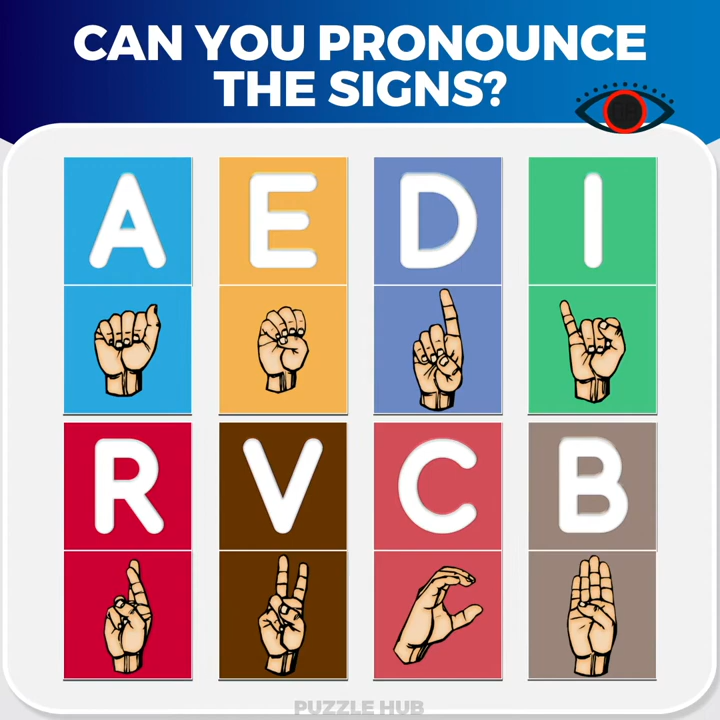 CAN YOU PRONOUNCE
THE SIGNS?
A E D I
R V C B
PUZZLE HUB